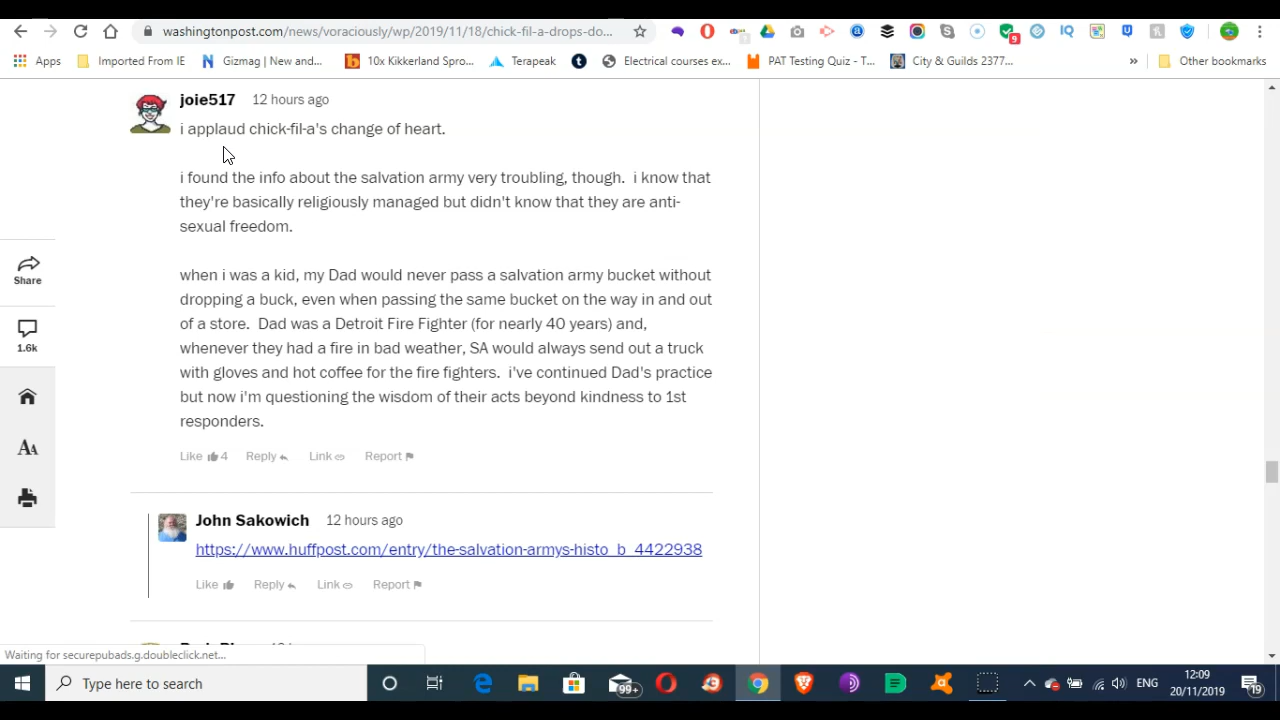 washingtonpost.com/news/voraciously/wp/2019/11/18/chick-fil-a-drops-do...
9
Apps
Imported From IE
Gizmag | New and...
10x Kikkerland Spro...
Terapeak
Electrical courses ex...
PAT Testing Quiz - T...
City & Guilds 2377...
»
Other bookmarks
joie517 12 hours ago
i applaud chick-fil-a's change of heart.
i found the info about the salvation army very troubling, though. i know that
they're basically religiously managed but didn't know that they are anti-
sexual freedom.
when i was a kid, my Dad would never pass a salvation army bucket without
dropping a buck, even when passing the same bucket on the way in and out
of a store. Dad was a Detroit Fire Fighter (for nearly 40 years) and,
whenever they had a fire in bad weather, SA would always send out a truck
with gloves and hot coffee for the fire fighters. i've continued Dad's practice
but now i'm questioning the wisdom of their acts beyond kindness to 1st
responders.
Like 4 Reply Link Report
Share
1.6k
AA
John Sakowich 12 hours ago
https://www.huffpost.com/entry/the-salvation-armys-histo_b_4422938
Like Reply Link Report
Waiting for securepubads.g.doubleclick.net...
Type here to search
99+
ENG
12:09
20/11/2019
19